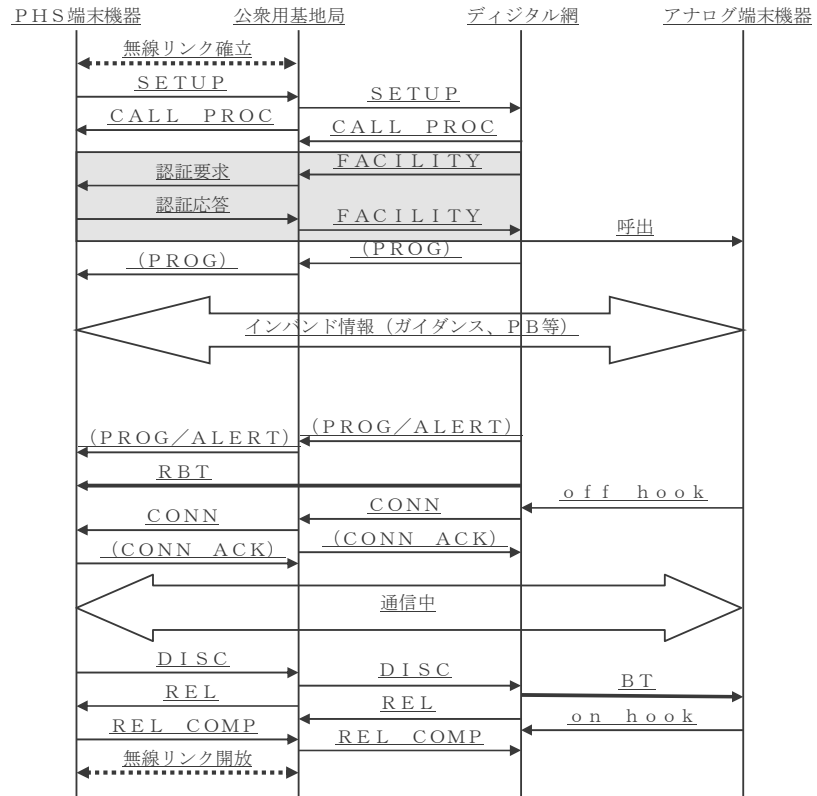 ＰＨＳ端末機器
公衆用基地局
ディジタル網
アナログ端末機器
無線リンク確立
ＳＥＴＵＰ
ＳＥＴＵＰ
ＣＡＬＬ　ＰＲＯＣ
ＣＡＬＬ　ＰＲＯＣ
ＦＡＣＩＬＩＴＹ
認証要求
認証応答
ＦＡＣＩＬＩＴＹ
呼出
（ＰＲＯＧ）
（ＰＲＯＧ）
インバンド情報（ガイダンス、ＰＢ等）
（ＰＲＯＧ／ＡＬＥＲＴ）
（ＰＲＯＧ／ＡＬＥＲＴ）
ＲＢＴ
ｏｆｆ　ｈｏｏｋ
ＣＯＮＮ
ＣＯＮＮ
（ＣＯＮＮ　ＡＣＫ）
（ＣＯＮＮ　ＡＣＫ）
通信中
ＤＩＳＣ
ＤＩＳＣ
ＢＴ
ＲＥＬ
ＲＥＬ
ｏｎ　ｈｏｏｋ
ＲＥＬ　ＣＯＭＰ
ＲＥＬ　ＣＯＭＰ
無線リンク開放